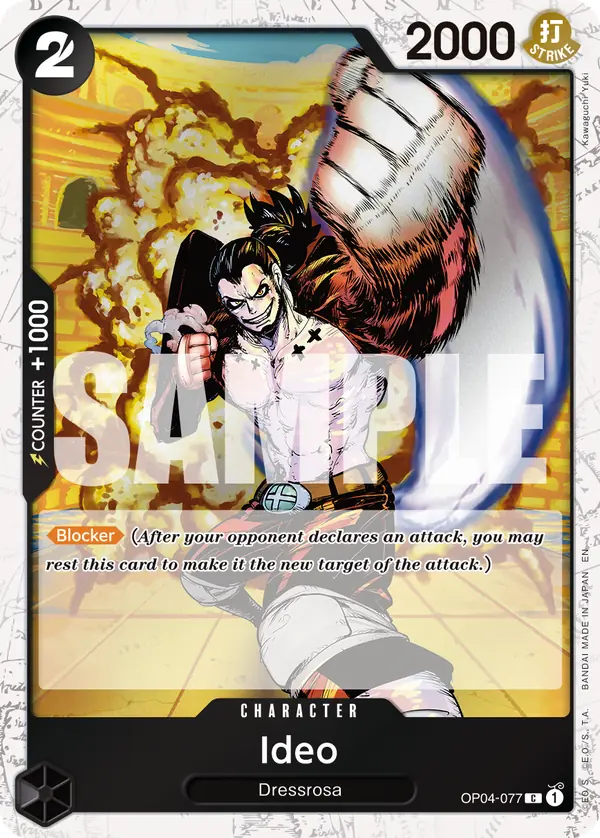 2
2000
打
STRIKE
Kawaguchi Yuki
COUNTER +1000
SAMPLE
Blocker (After your opponent declares an attack, you may
rest this card to make it the new target of the attack.)
CHARACTER
Ideo
Dressrosa
OP04-077 C 1
BANDAI MADE IN JAPAN EN
©E.O./S., T.A.